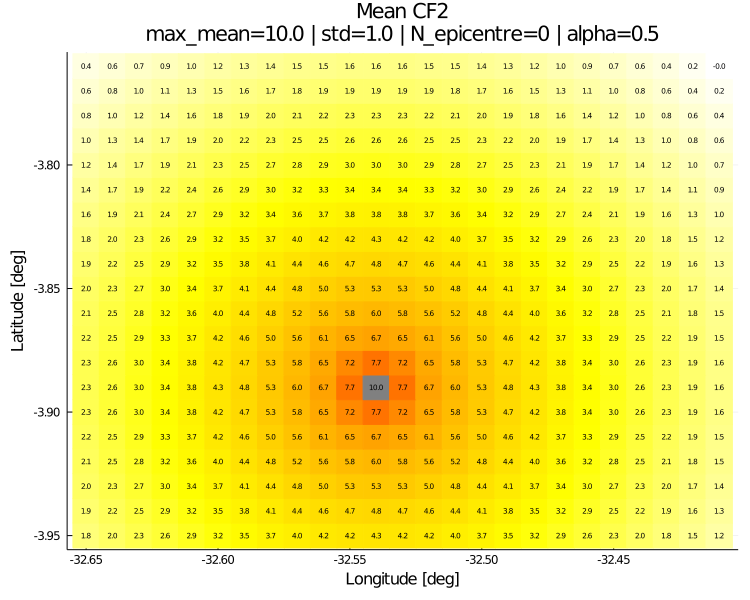 Mean CF2
max_mean=10.0 | std=1.0 | N_epicentre=0 | alpha=0.5
0.4 0.6 0.7 0.9 1.0 1.2 1.3 1.4 1.5 1.5 1.6 1.6 1.6 1.5 1.5 1.4 1.3 1.2 1.0 0.9 0.7 0.6 0.4 0.2 -0.0
0.6 0.8 1.0 1.1 1.3 1.5 1.6 1.7 1.8 1.9 1.9 1.9 1.9 1.9 1.8 1.7 1.6 1.5 1.3 1.1 1.0 0.8 0.6 0.4 0.2
0.8 1.0 1.2 1.4 1.6 1.8 1.9 2.0 2.1 2.2 2.3 2.3 2.3 2.2 2.1 2.0 1.9 1.8 1.6 1.4 1.2 1.0 0.8 0.6 0.4
1.0 1.3 1.4 1.7 1.9 2.0 2.2 2.3 2.5 2.5 2.6 2.6 2.6 2.5 2.5 2.3 2.2 2.0 1.9 1.7 1.4 1.3 1.0 0.8 0.6
-3.80 1.2 1.4 1.7 1.9 2.1 2.3 2.5 2.7 2.8 2.9 3.0 3.0 3.0 2.9 2.8 2.7 2.5 2.3 2.1 1.9 1.7 1.4 1.2 1.0 0.7
1.4 1.7 1.9 2.2 2.4 2.6 2.9 3.0 3.2 3.3 3.4 3.4 3.4 3.3 3.2 3.0 2.9 2.6 2.4 2.2 1.9 1.7 1.4 1.1 0.9
1.6 1.9 2.1 2.4 2.7 2.9 3.2 3.4 3.6 3.7 3.8 3.8 3.8 3.7 3.6 3.4 3.2 2.9 2.7 2.4 2.1 1.9 1.6 1.3 1.0
1.8 2.0 2.3 2.6 2.9 3.2 3.5 3.7 4.0 4.2 4.2 4.3 4.2 4.2 4.0 3.7 3.5 3.2 2.9 2.6 2.3 2.0 1.8 1.5 1.2
1.9 2.2 2.5 2.9 3.2 3.5 3.8 4.1 4.4 4.6 4.7 4.8 4.7 4.6 4.4 4.1 3.8 3.5 3.2 2.9 2.5 2.2 1.9 1.6 1.3
-3.85 2.0 2.3 2.7 3.0 3.4 3.7 4.1 4.4 4.8 5.0 5.3 5.3 5.3 5.0 4.8 4.4 4.1 3.7 3.4 3.0 2.7 2.3 2.0 1.7 1.4
2.1 2.5 2.8 3.2 3.6 4.0 4.4 4.8 5.2 5.6 5.8 6.0 5.8 5.6 5.2 4.8 4.4 4.0 3.6 3.2 2.8 2.5 2.1 1.8 1.5
2.2 2.5 2.9 3.3 3.7 4.2 4.6 5.0 5.6 6.1 6.5 6.7 6.5 6.1 5.6 5.0 4.6 4.2 3.7 3.3 2.9 2.5 2.2 1.9 1.5
2.3 2.6 3.0 3.4 3.8 4.2 4.7 5.3 5.8 6.5 7.2 7.7 7.2 6.5 5.8 5.3 4.7 4.2 3.8 3.4 3.0 2.6 2.3 1.9 1.6
2.3 2.6 3.0 3.4 3.8 4.3 4.8 5.3 6.0 6.7 7.7 10.0 7.7 6.7 6.0 5.3 4.8 4.3 3.8 3.4 3.0 2.6 2.3 1.9 1.6
-3.90 2.3 2.6 3.0 3.4 3.8 4.2 4.7 5.3 5.8 6.5 7.2 7.7 7.2 6.5 5.8 5.3 4.7 4.2 3.8 3.4 3.0 2.6 2.3 1.9 1.6
2.2 2.5 2.9 3.3 3.7 4.2 4.6 5.0 5.6 6.1 6.5 6.7 6.5 6.1 5.6 5.0 4.6 4.2 3.7 3.3 2.9 2.5 2.2 1.9 1.5
2.1 2.5 2.8 3.2 3.6 4.0 4.4 4.8 5.2 5.6 5.8 6.0 5.8 5.6 5.2 4.8 4.4 4.0 3.6 3.2 2.8 2.5 2.1 1.8 1.5
2.0 2.3 2.7 3.0 3.4 3.7 4.1 4.4 4.8 5.0 5.3 5.3 5.3 5.0 4.8 4.4 4.1 3.7 3.4 3.0 2.7 2.3 2.0 1.7 1.4
1.9 2.2 2.5 2.9 3.2 3.5 3.8 4.1 4.4 4.6 4.7 4.8 4.7 4.6 4.4 4.1 3.8 3.5 3.2 2.9 2.5 2.2 1.9 1.6 1.3
-3.95 1.8 2.0 2.3 2.6 2.9 3.2 3.5 3.7 4.0 4.2 4.2 4.3 4.2 4.2 4.0 3.7 3.5 3.2 2.9 2.6 2.3 2.0 1.8 1.5 1.2
-32.65 -32.60 -32.55 -32.50 -32.45
Longitude [deg]
Latitude [deg]